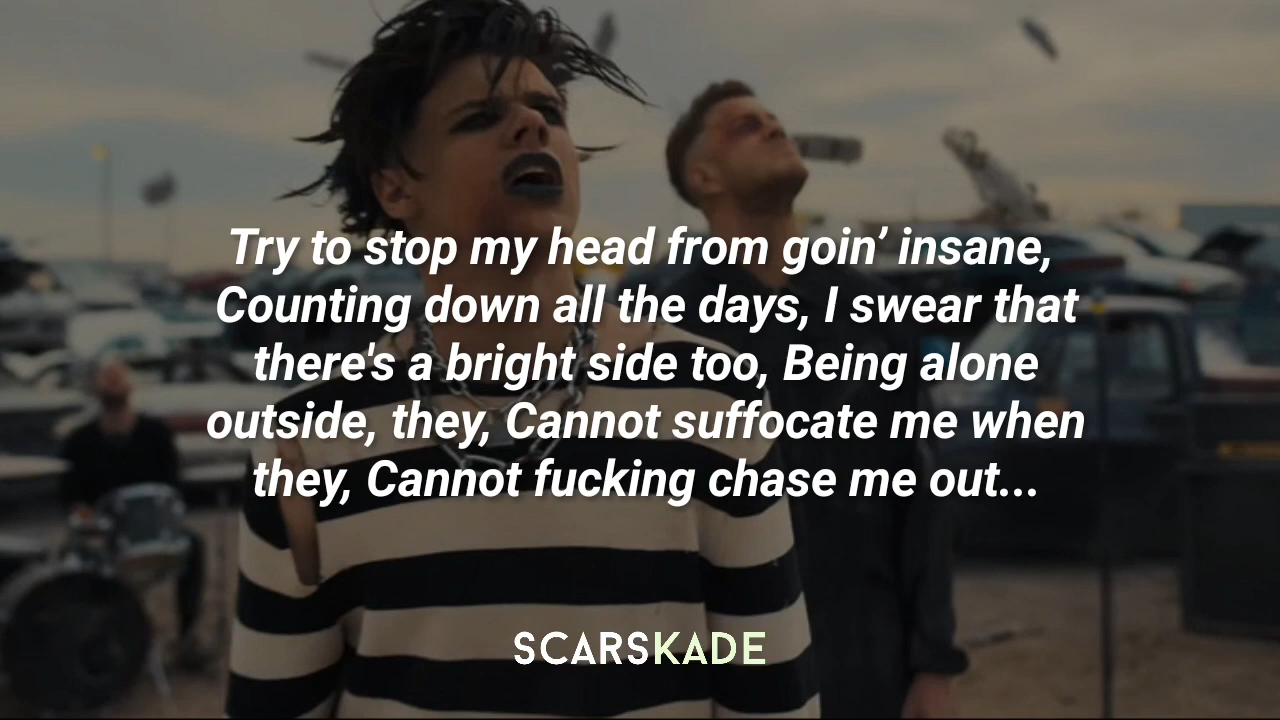 Try to stop my head from goin’ insane,
Counting down all the days, I swear that
there's a bright side too, Being alone
outside, they, Cannot suffocate me when
they, Cannot fucking chase me out...
SCARSKADE